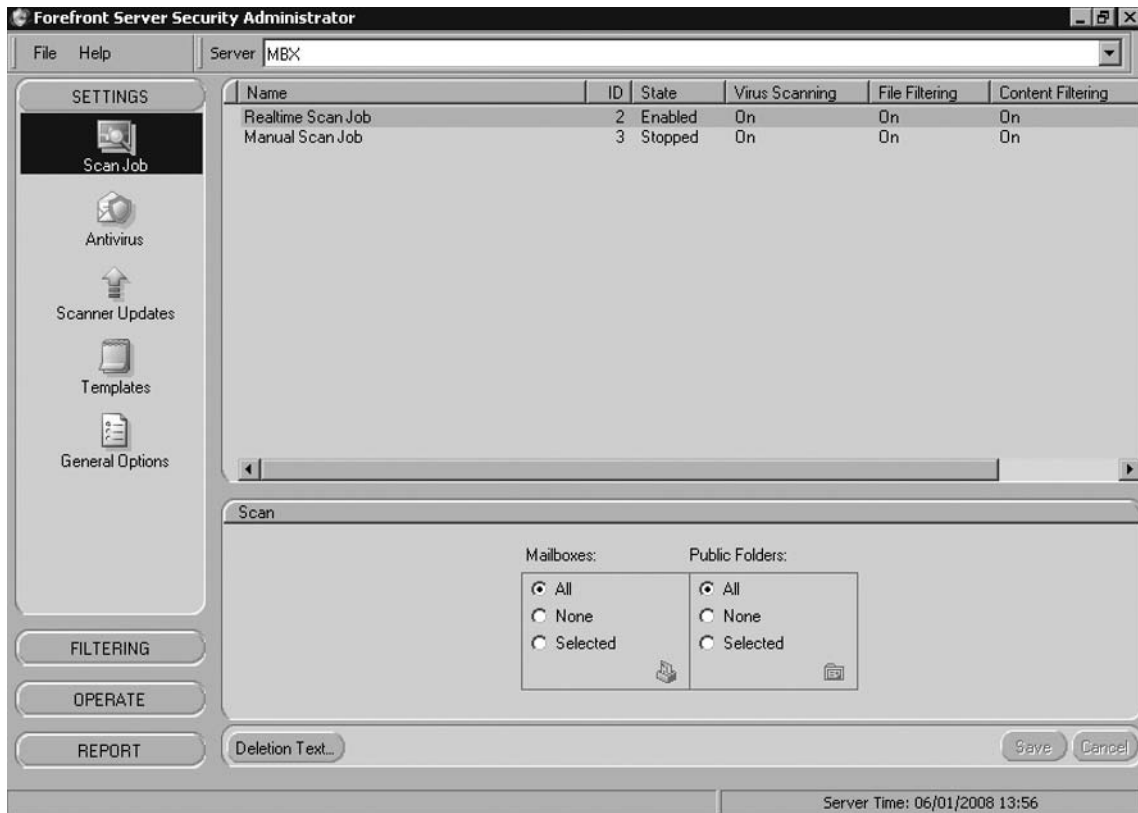 Forefront Server Security Administrator
File Help Server MBX
SETTINGS
Scan Job
Antivirus
Scanner Updates
Templates
General Options
FILTERING
OPERATE
REPORT
Name ID State Virus Scanning File Filtering Content Filtering
Realtime Scan Job 2 Enabled On On On
Manual Scan Job 3 Stopped On On On
Scan
Mailboxes: Public Folders:
All All
None None
Selected Selected
Deletion Text... Save Cancel
Server Time: 06/01/2008 13:56